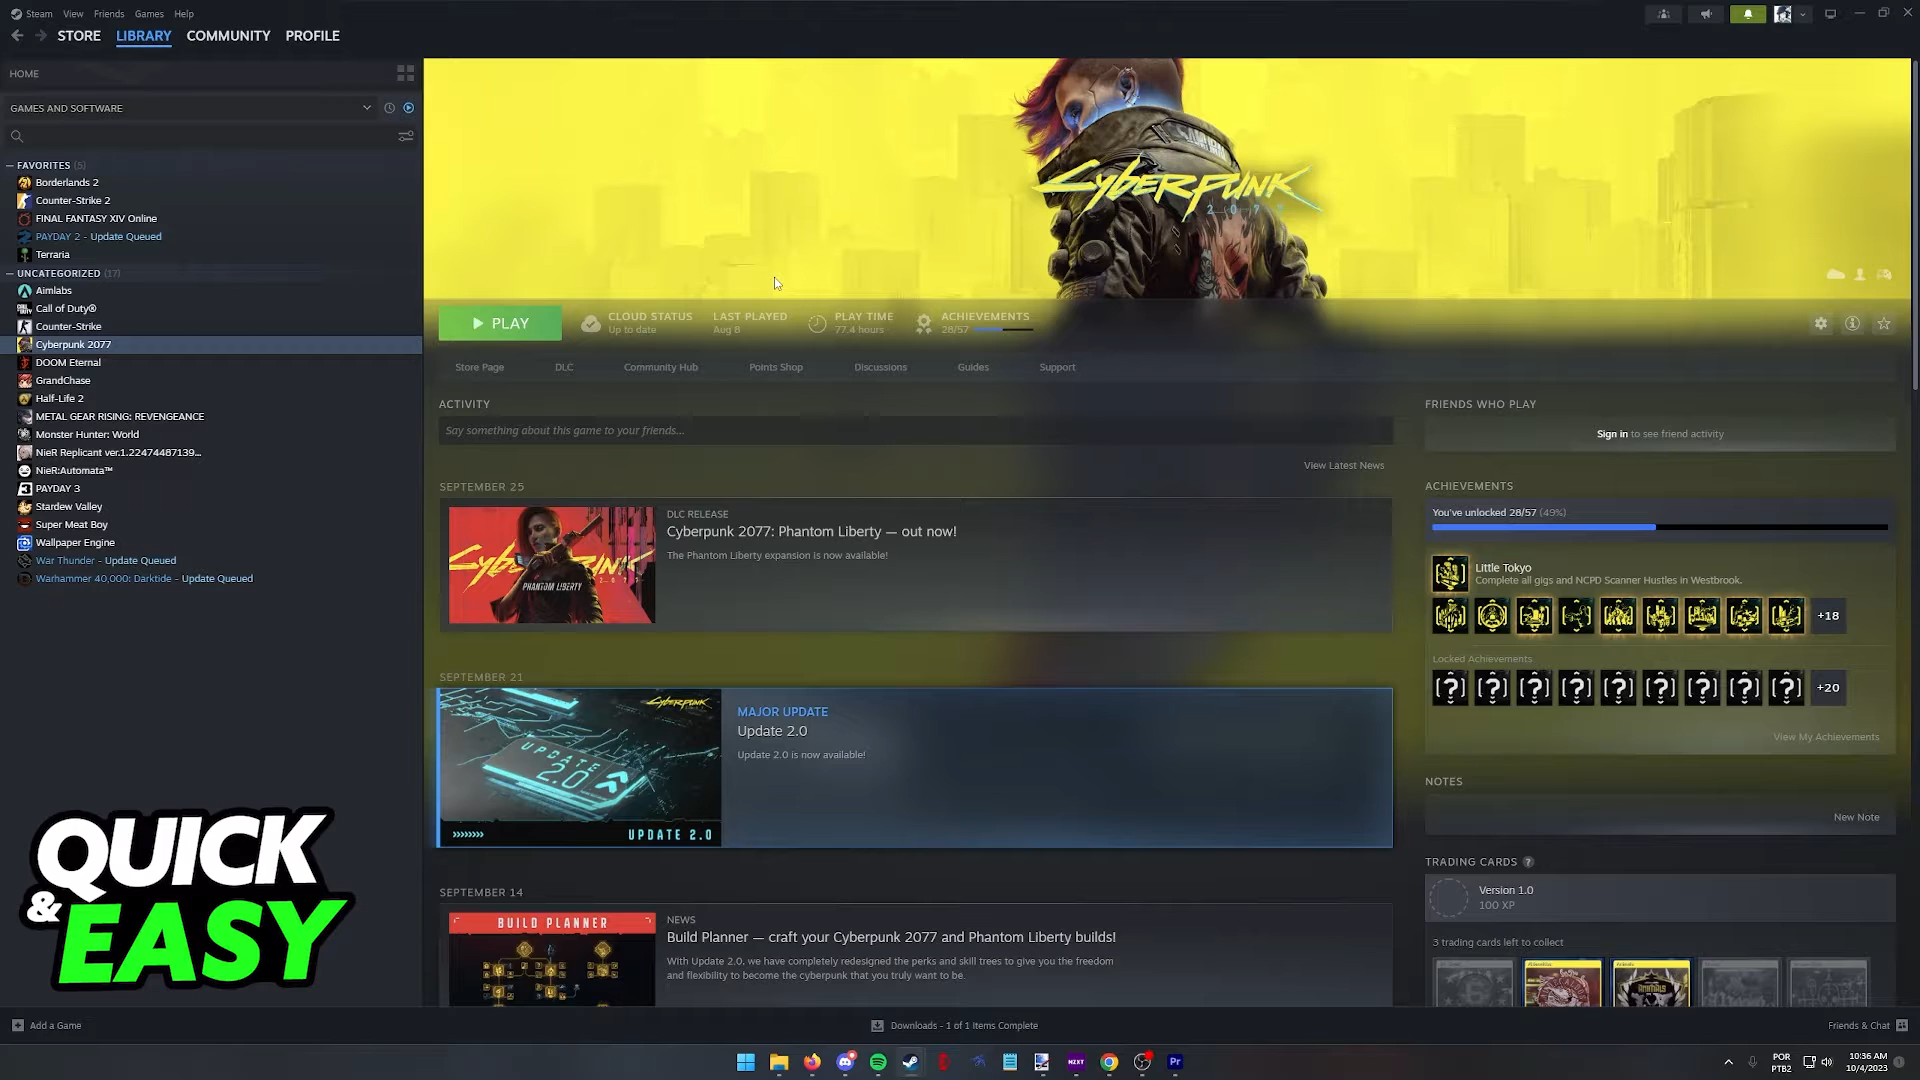 Steam View Friends Games Help
STORE LIBRARY COMMUNITY PROFILE
HOME
GAMES AND SOFTWARE
FAVORITES (5)
Borderlands 2
Counter-Strike 2
FINAL FANTASY XIV Online
PAYDAY 2 - Update Queued
Terraria
UNCATEGORIZED (17)
Aimlabs
Call of Duty®
Counter-Strike
Cyberpunk 2077
DOOM Eternal
GrandChase
Half-Life 2
METAL GEAR RISING: REVENGEANCE
Monster Hunter: World
NieR Replicant ver.1.22474487139...
NieR:Automata™
PAYDAY 3
Stardew Valley
Super Meat Boy
Wallpaper Engine
War Thunder - Update Queued
Warhammer 40,000: Darktide - Update Queued
QUICK
& EASY
Add a Game
SAMURAI
CYBERPUNK
2077
PLAY
CLOUD STATUS
Up to date
LAST PLAYED
Aug 8
PLAY TIME
77.4 hours
ACHIEVEMENTS
28/57
Store Page DLC Community Hub Points Shop Discussions Guides Support
ACTIVITY
Say something about this game to your friends...
View Latest News
SEPTEMBER 25
CYBERPUNK
2077
PHANTOM LIBERTY
DLC RELEASE
Cyberpunk 2077: Phantom Liberty — out now!
The Phantom Liberty expansion is now available!
SEPTEMBER 21
CYBERPUNK
UPDATE
2.0
UPDATE 2.0
MAJOR UPDATE
Update 2.0
Update 2.0 is now available!
SEPTEMBER 14
BUILD PLANNER
NEWS
Build Planner — craft your Cyberpunk 2077 and Phantom Liberty builds!
With Update 2.0, we have completely redesigned the perks and skill trees to give you the freedom
and flexibility to become the cyberpunk that you truly want to be.
FRIENDS WHO PLAY
Sign in to see friend activity
ACHIEVEMENTS
You've unlocked 28/57 (49%)
Little Tokyo
Complete all gigs and NCPD Scanner Hustles in Westbrook.
+18
Locked Achievements
+20
View My Achievements
NOTES
New Note
TRADING CARDS ?
Version 1.0
100 XP
3 trading cards left to collect
ANIMALS
Downloads - 1 of 1 Items Complete
Friends & Chat
NZXT
Pr
POR
PTB2
10:36 AM
10/4/2023